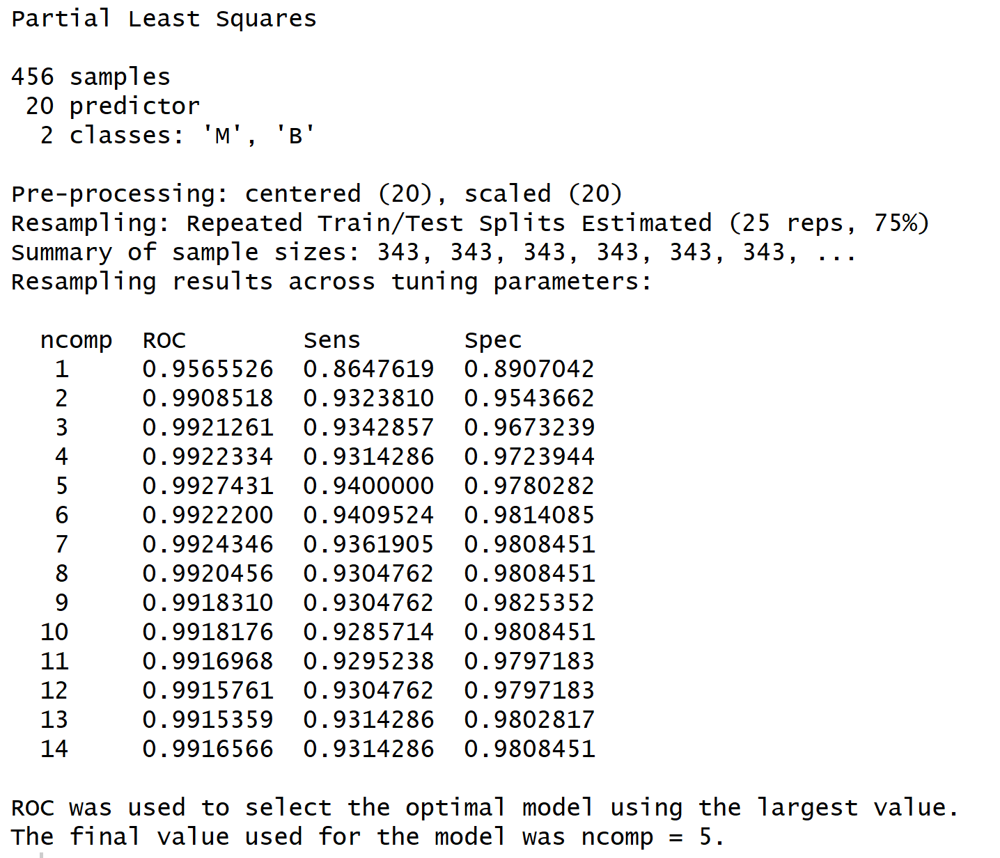 Partial Least Squares

456 samples
 20 predictor
  2 classes: 'M', 'B'

Pre-processing: centered (20), scaled (20)
Resampling: Repeated Train/Test Splits Estimated (25 reps, 75%)
Summary of sample sizes: 343, 343, 343, 343, 343, 343, ...
Resampling results across tuning parameters:

  ncomp  ROC        Sens       Spec
   1     0.9565526  0.8647619  0.8907042
   2     0.9908518  0.9323810  0.9543662
   3     0.9921261  0.9342857  0.9673239
   4     0.9922334  0.9314286  0.9723944
   5     0.9927431  0.9400000  0.9780282
   6     0.9922200  0.9409524  0.9814085
   7     0.9924346  0.9361905  0.9808451
   8     0.9920456  0.9304762  0.9808451
   9     0.9918310  0.9304762  0.9825352
  10     0.9918176  0.9285714  0.9808451
  11     0.9916968  0.9295238  0.9797183
  12     0.9915761  0.9304762  0.9797183
  13     0.9915359  0.9314286  0.9802817
  14     0.9916566  0.9314286  0.9808451

ROC was used to select the optimal model using the largest value.
The final value used for the model was ncomp = 5.